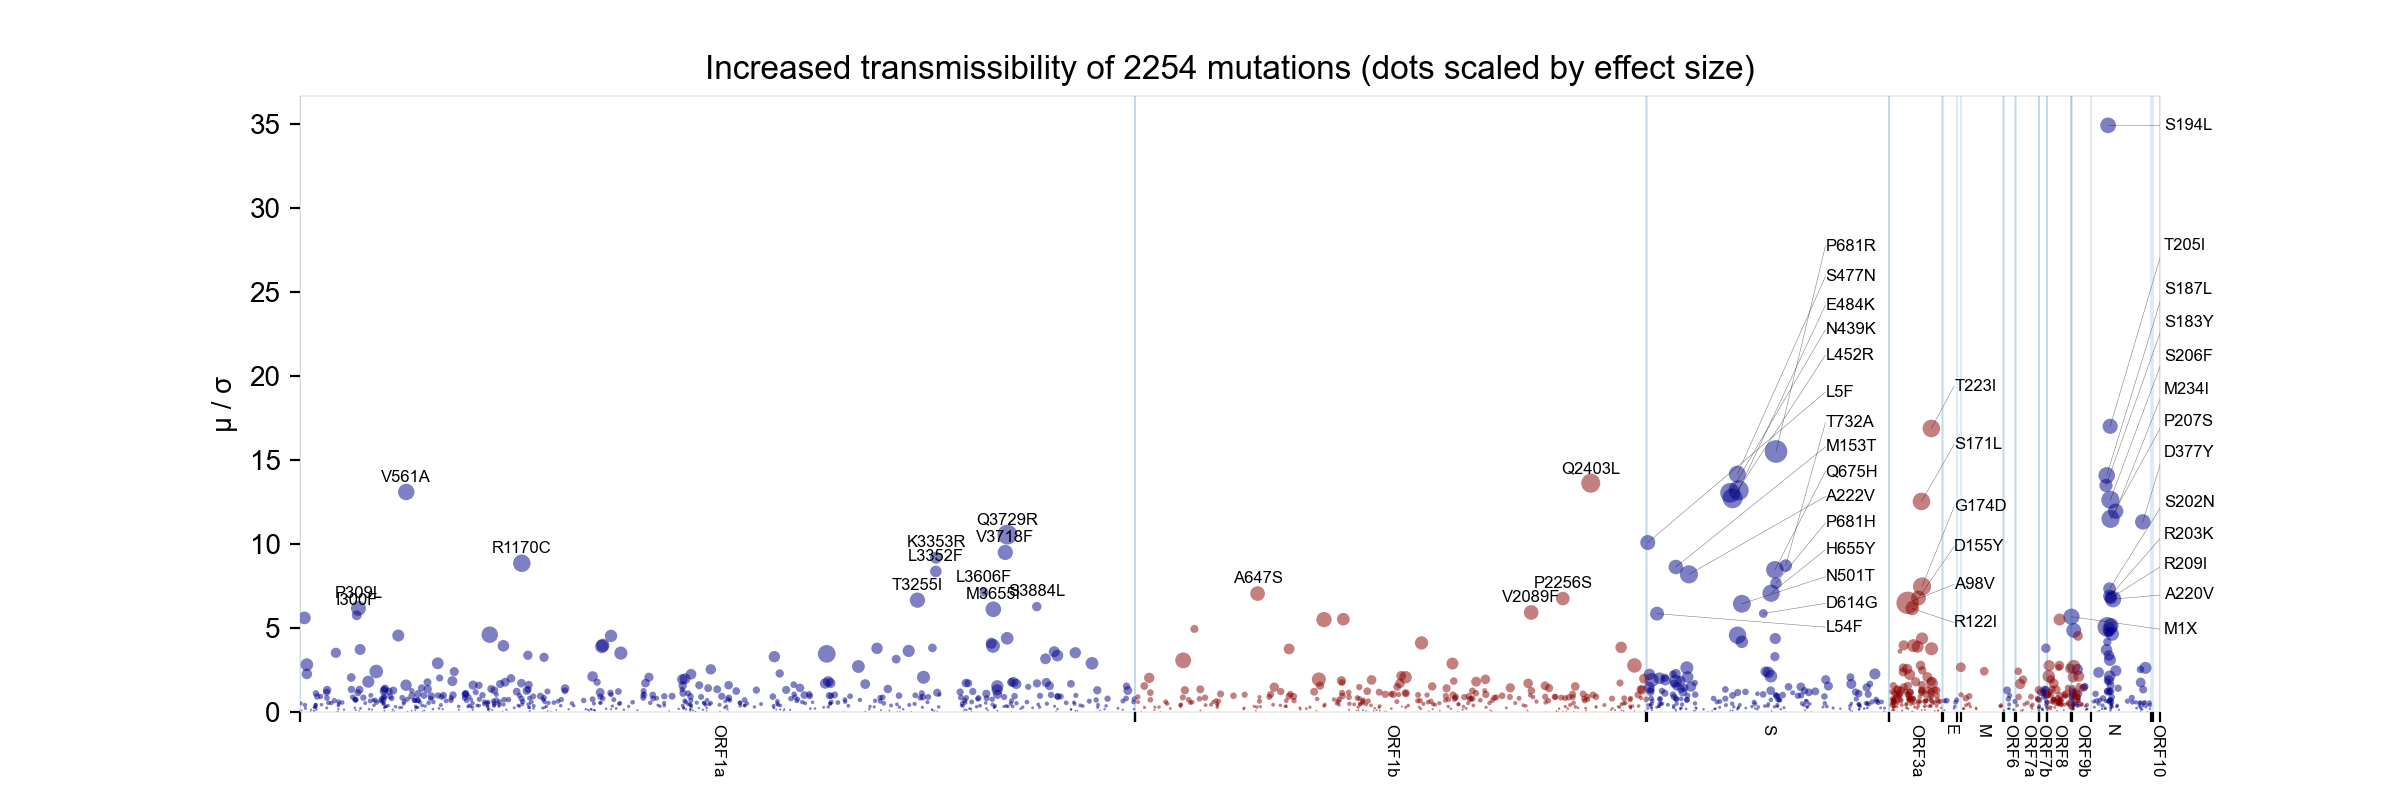 Increased transmissibility of 2254 mutations (dots scaled by effect size)
μ / σ
35
30
25
20
15
10
5
0
V561A
R1170C
P309L
I300F
Q3729R
V3718F
K3353R
L3352F
T3255I
L3606F
M3655I
S3884L
A647S
Q2403L
P2256S
V2089F
P681R
S477N
E484K
N439K
L452R
L5F
T732A
M153T
Q675H
A222V
P681H
H655Y
N501T
D614G
L54F
T223I
S171L
G174D
D155Y
A98V
R122I
S194L
T205I
S187L
S183Y
S206F
M234I
P207S
D377Y
S202N
R203K
R209I
A220V
M1X
ORF1a
ORF1b
S
ORF3a
E
M
ORF6
ORF7a
ORF7b
ORF8
ORF9b
N
ORF10